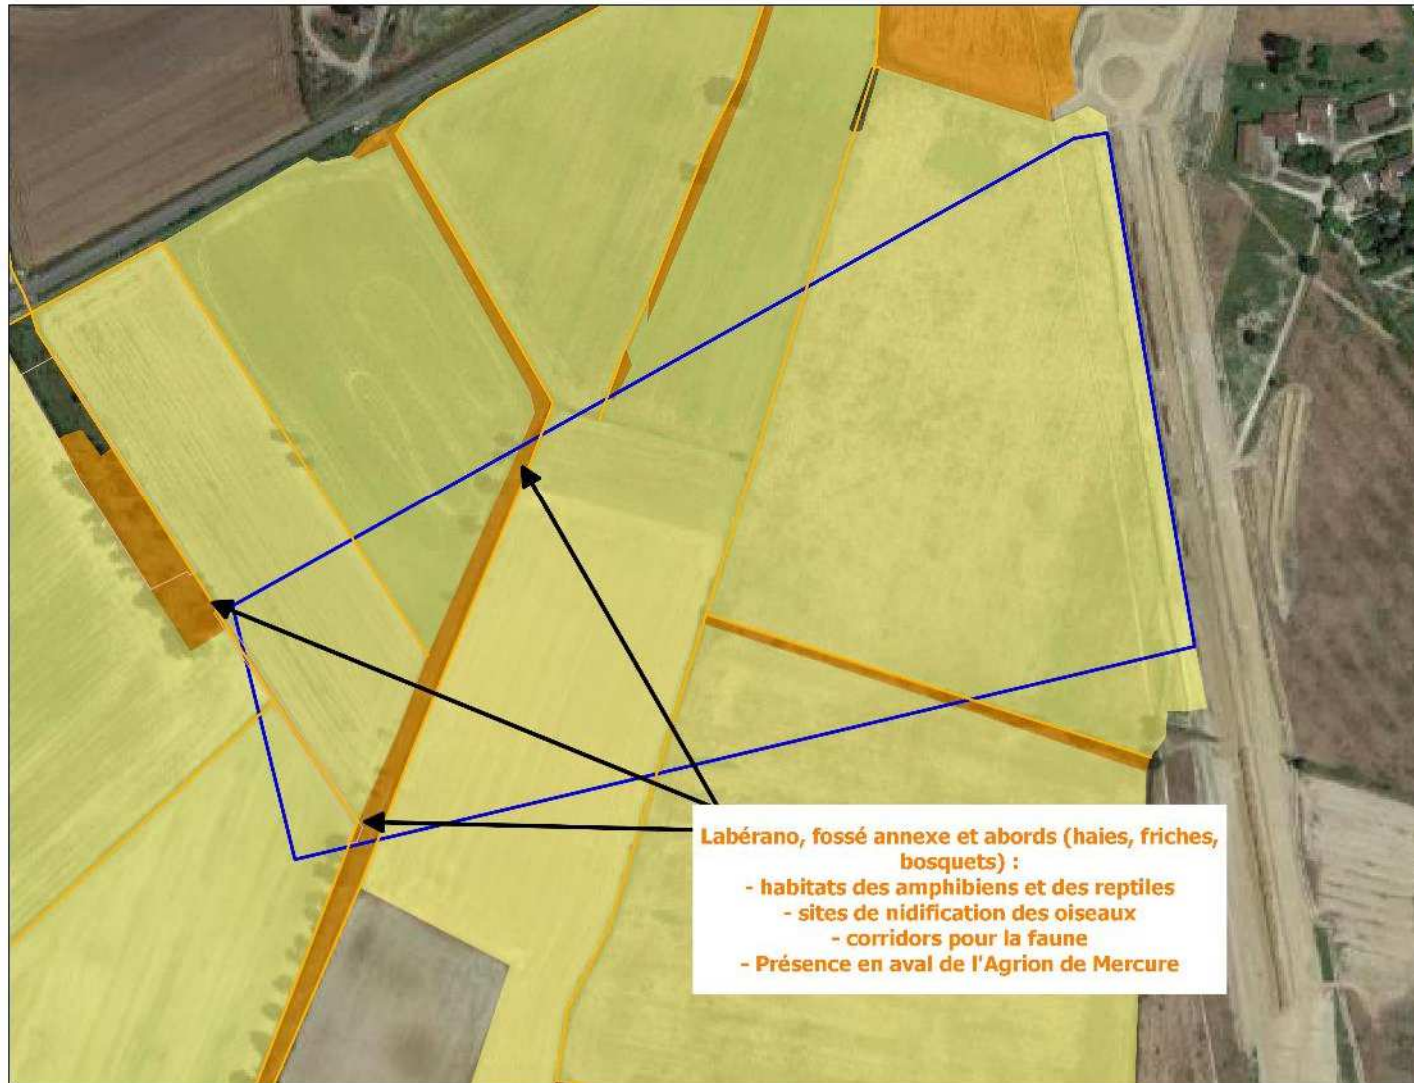 Labérano, fossé annexe et abords (haies, friches,
bosquets) :
- habitats des amphibiens et des reptiles
- sites de nidification des oiseaux
- corridors pour la faune
- Présence en aval de l'Agrion de Mercure